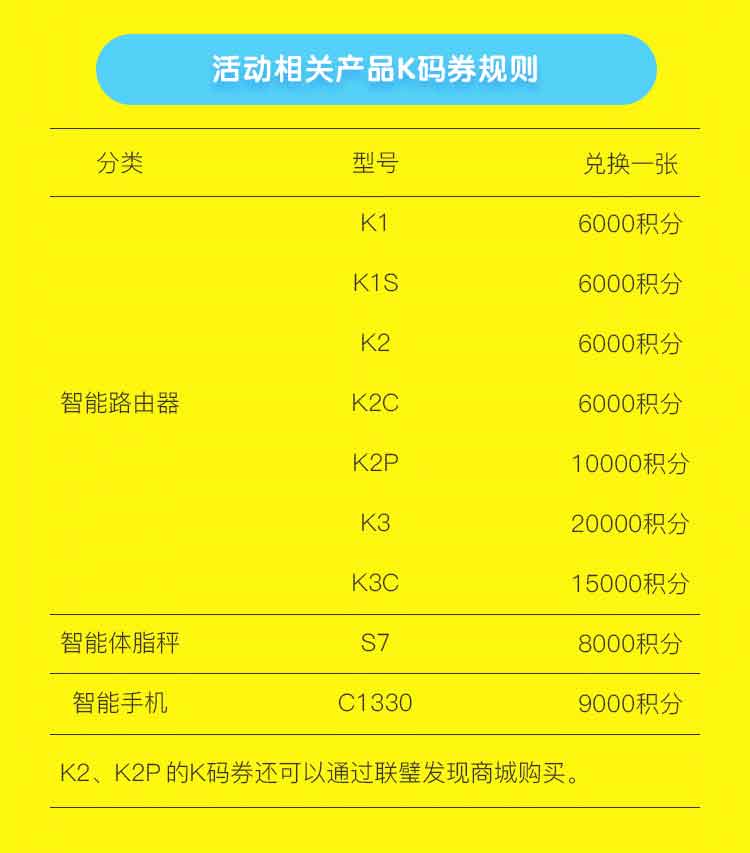 活动相关产品K码券规则
分类 型号 兑换一张
K1 6000积分
K1S 6000积分
K2 6000积分
智能路由器 K2C 6000积分
K2P 10000积分
K3 20000积分
K3C 15000积分
智能体脂秤 S7 8000积分
智能手机 C1330 9000积分
K2、K2P 的K码券还可以通过联璧发现商城购买。